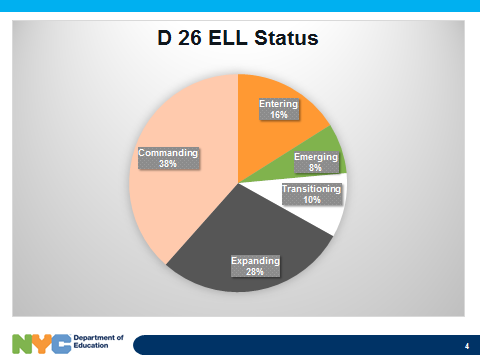 D 26 ELL Status
Entering
16%
Emerging
8%
Transitioning
10%
Expanding
28%
Commanding
38%
NYC
Department of
Education
4